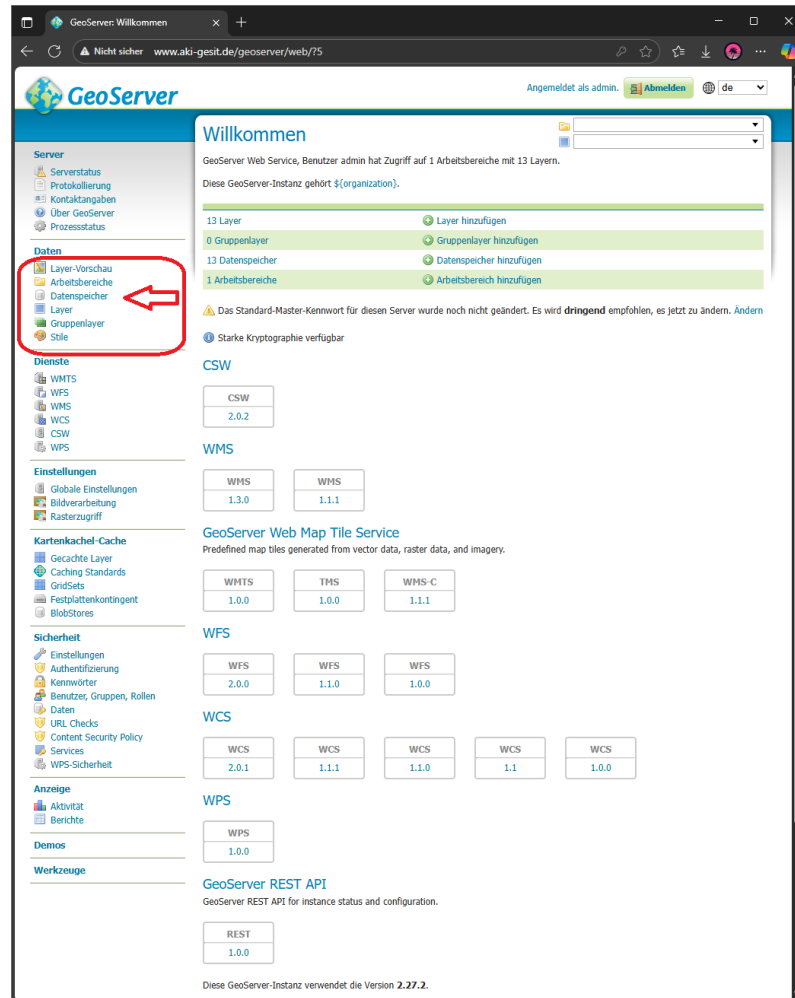 GeoServer: Willkommen
Nicht sicher www.aki-gesit.de/geoserver/web/?5
GeoServer
Angemeldet als admin. Abmelden de
Willkommen
GeoServer Web Service, Benutzer admin hat Zugriff auf 1 Arbeitsbereiche mit 13 Layern.
Diese GeoServer-Instanz gehört ${organization}.
13 Layer Layer hinzufügen
0 Gruppenlayer Gruppenlayer hinzufügen
13 Datenspeicher Datenspeicher hinzufügen
1 Arbeitsbereiche Arbeitsbereich hinzufügen
Das Standard-Master-Kennwort für diesen Server wurde noch nicht geändert. Es wird dringend empfohlen, es jetzt zu ändern. Ändern
Starke Kryptographie verfügbar
Server
Serverstatus
Protokollierung
Kontaktangaben
Über GeoServer
Prozessstatus
Daten
Layer-Vorschau
Arbeitsbereiche
Datenspeicher
Layer
Gruppenlayer
Stile
Dienste
WMTS
WFS
WMS
WCS
CSW
WPS
Einstellungen
Globale Einstellungen
Bildverarbeitung
Rasterzugriff
Kartenkachel-Cache
Gecachte Layer
Caching Standards
GridSets
Festplattenkontingent
BlobStores
Sicherheit
Einstellungen
Authentifizierung
Kennwörter
Benutzer, Gruppen, Rollen
Daten
URL Checks
Content Security Policy
Services
WPS-Sicherheit
Anzeige
Aktivität
Berichte
Demos
Werkzeuge
CSW
CSW
2.0.2
WMS
WMS WMS
1.3.0 1.1.1
GeoServer Web Map Tile Service
Predefined map tiles generated from vector data, raster data, and imagery.
WMTS TMS WMS-C
1.0.0 1.0.0 1.1.1
WFS
WFS WFS WFS
2.0.0 1.1.0 1.0.0
WCS
WCS WCS WCS WCS WCS
2.0.1 1.1.1 1.1.0 1.1 1.0.0
WPS
WPS
1.0.0
GeoServer REST API
GeoServer REST API for instance status and configuration.
REST
1.0.0
Diese GeoServer-Instanz verwendet die Version 2.27.2.